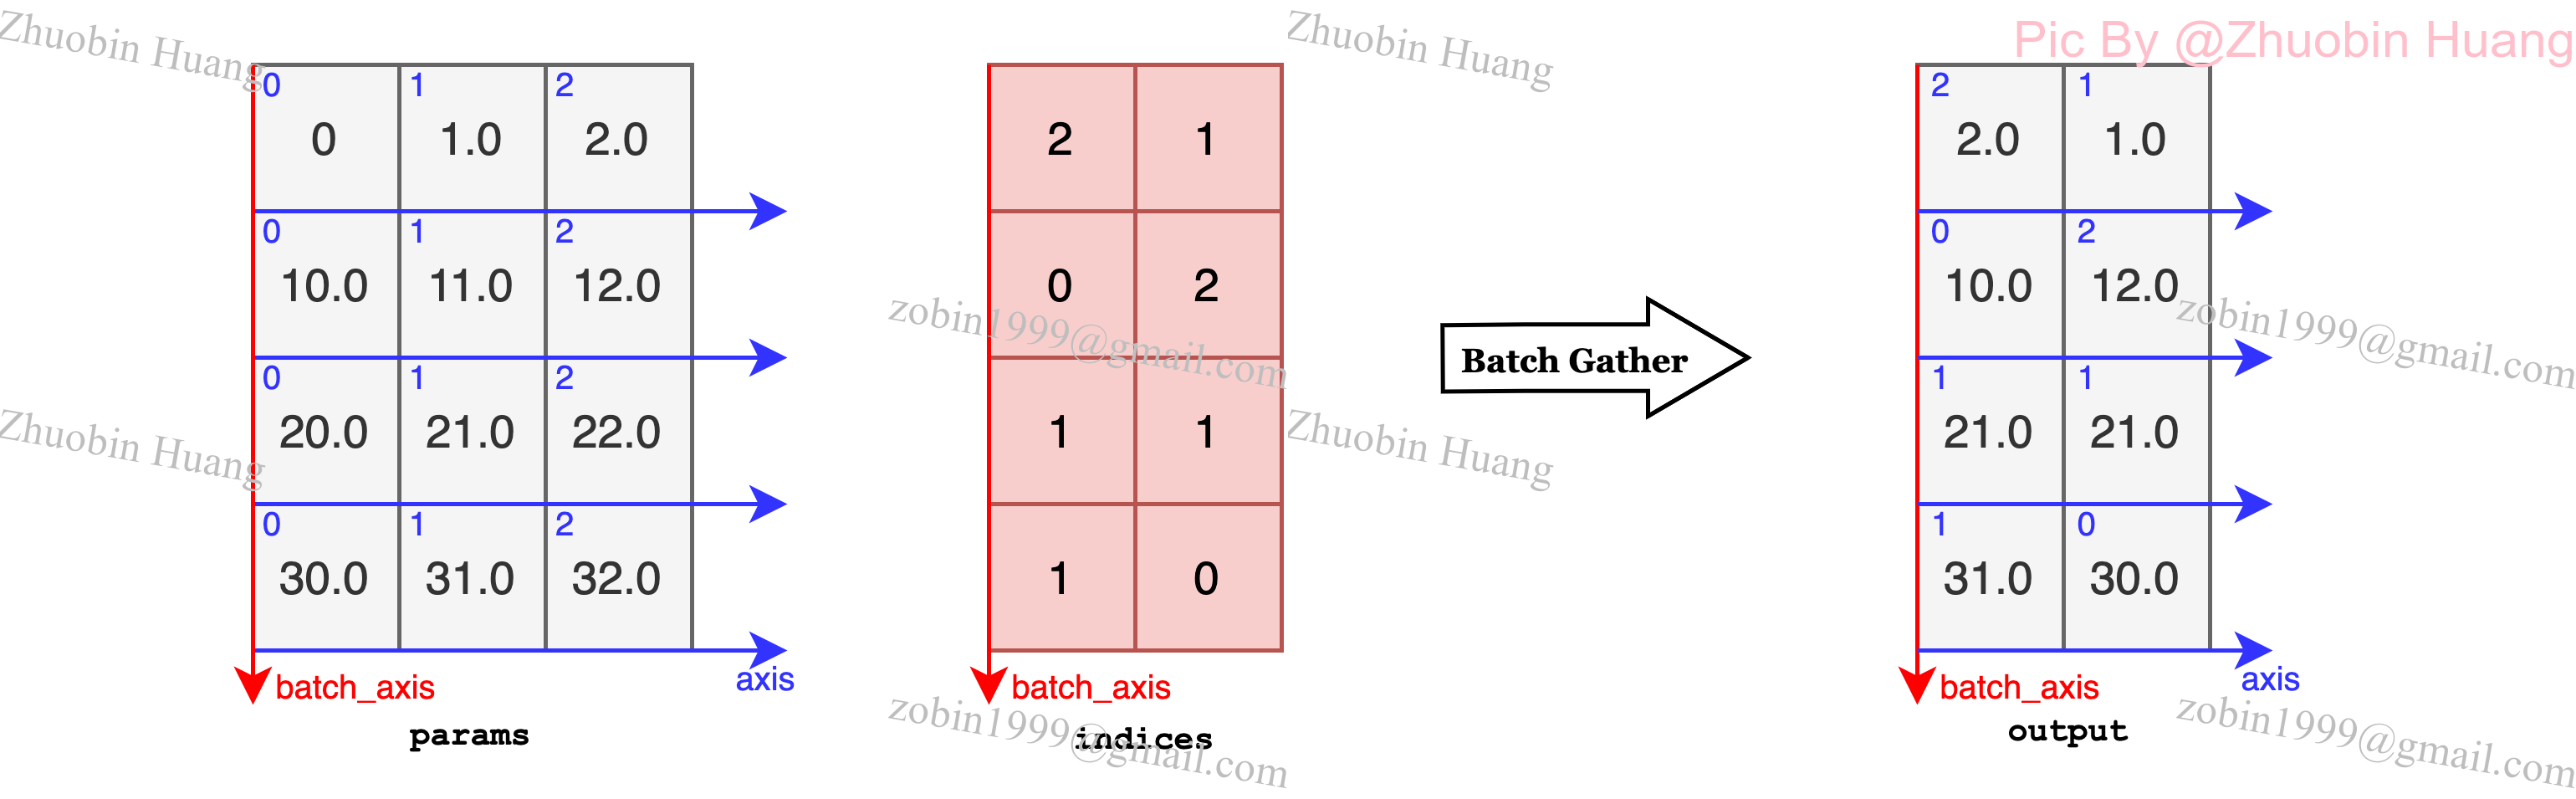 Pic By @Zhuobin Huang
Zhuobin Huang
Zhuobin Huang
0 1 2
0 1.0 2.0
0 1 2
10.0 11.0 12.0
0 1 2
20.0 21.0 22.0
0 1 2
30.0 31.0 32.0
batch_axis
axis
params
2 1
0 2
1 1
1 0
batch_axis
indices
zobin1999@gmail.com
zobin1999@gmail.com
Zhuobin Huang
Zhuobin Huang
Batch Gather
2 1
2.0 1.0
0 2
10.0 12.0
1 1
21.0 21.0
1 0
31.0 30.0
batch_axis
axis
output
zobin1999@gmail.com
zobin1999@gmail.com